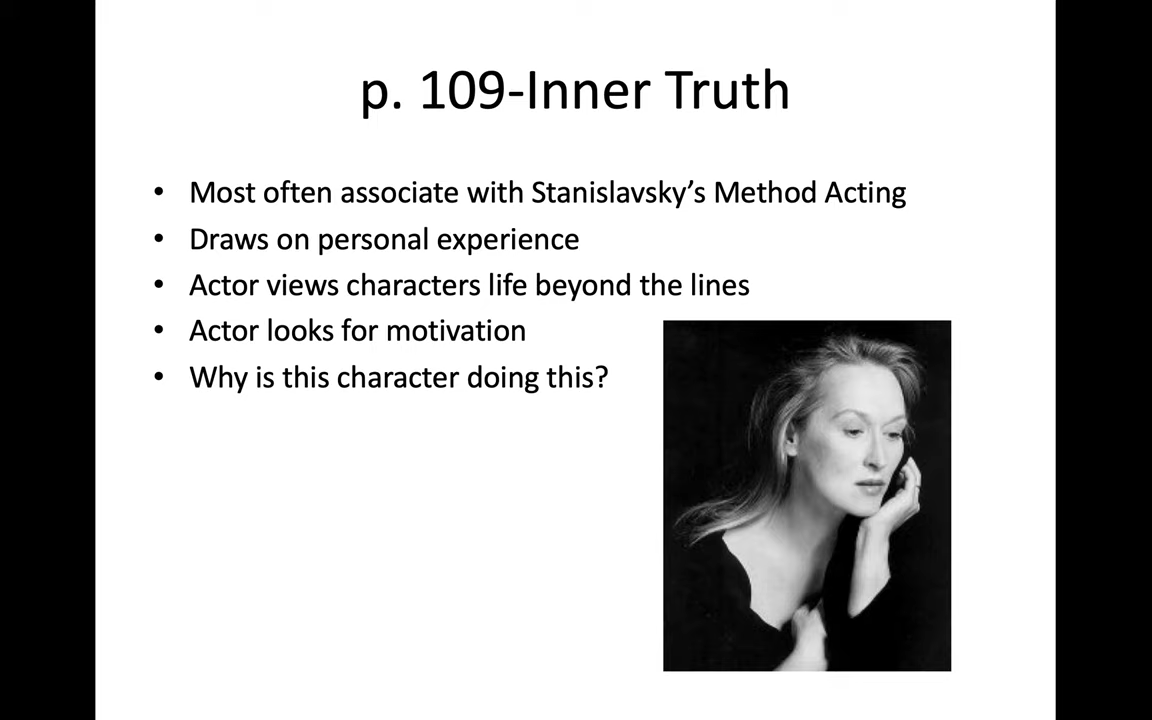 p. 109-Inner Truth
• Most often associate with Stanislavsky’s Method Acting
• Draws on personal experience
• Actor views characters life beyond the lines
• Actor looks for motivation
• Why is this character doing this?